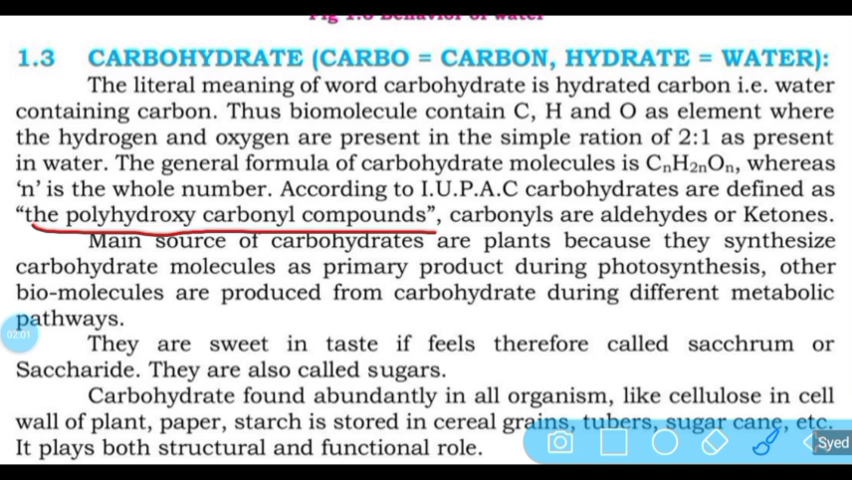 Fig 1.6 Behavior of water
1.3 CARBOHYDRATE (CARBO = CARBON, HYDRATE = WATER):
The literal meaning of word carbohydrate is hydrated carbon i.e. water
containing carbon. Thus biomolecule contain C, H and O as element where
the hydrogen and oxygen are present in the simple ration of 2:1 as present
in water. The general formula of carbohydrate molecules is CₙH₂ₙOₙ, whereas
‘n’ is the whole number. According to I.U.P.A.C carbohydrates are defined as
“the polyhydroxy carbonyl compounds”, carbonyls are aldehydes or Ketones.
Main source of carbohydrates are plants because they synthesize
carbohydrate molecules as primary product during photosynthesis, other
bio-molecules are produced from carbohydrate during different metabolic
pathways.
02:01
They are sweet in taste if feels therefore called sacchrum or
Saccharide. They are also called sugars.
Carbohydrate found abundantly in all organism, like cellulose in cell
wall of plant, paper, starch is stored in cereal grains, tubers, sugar cane, etc.
It plays both structural and functional role.
Syed